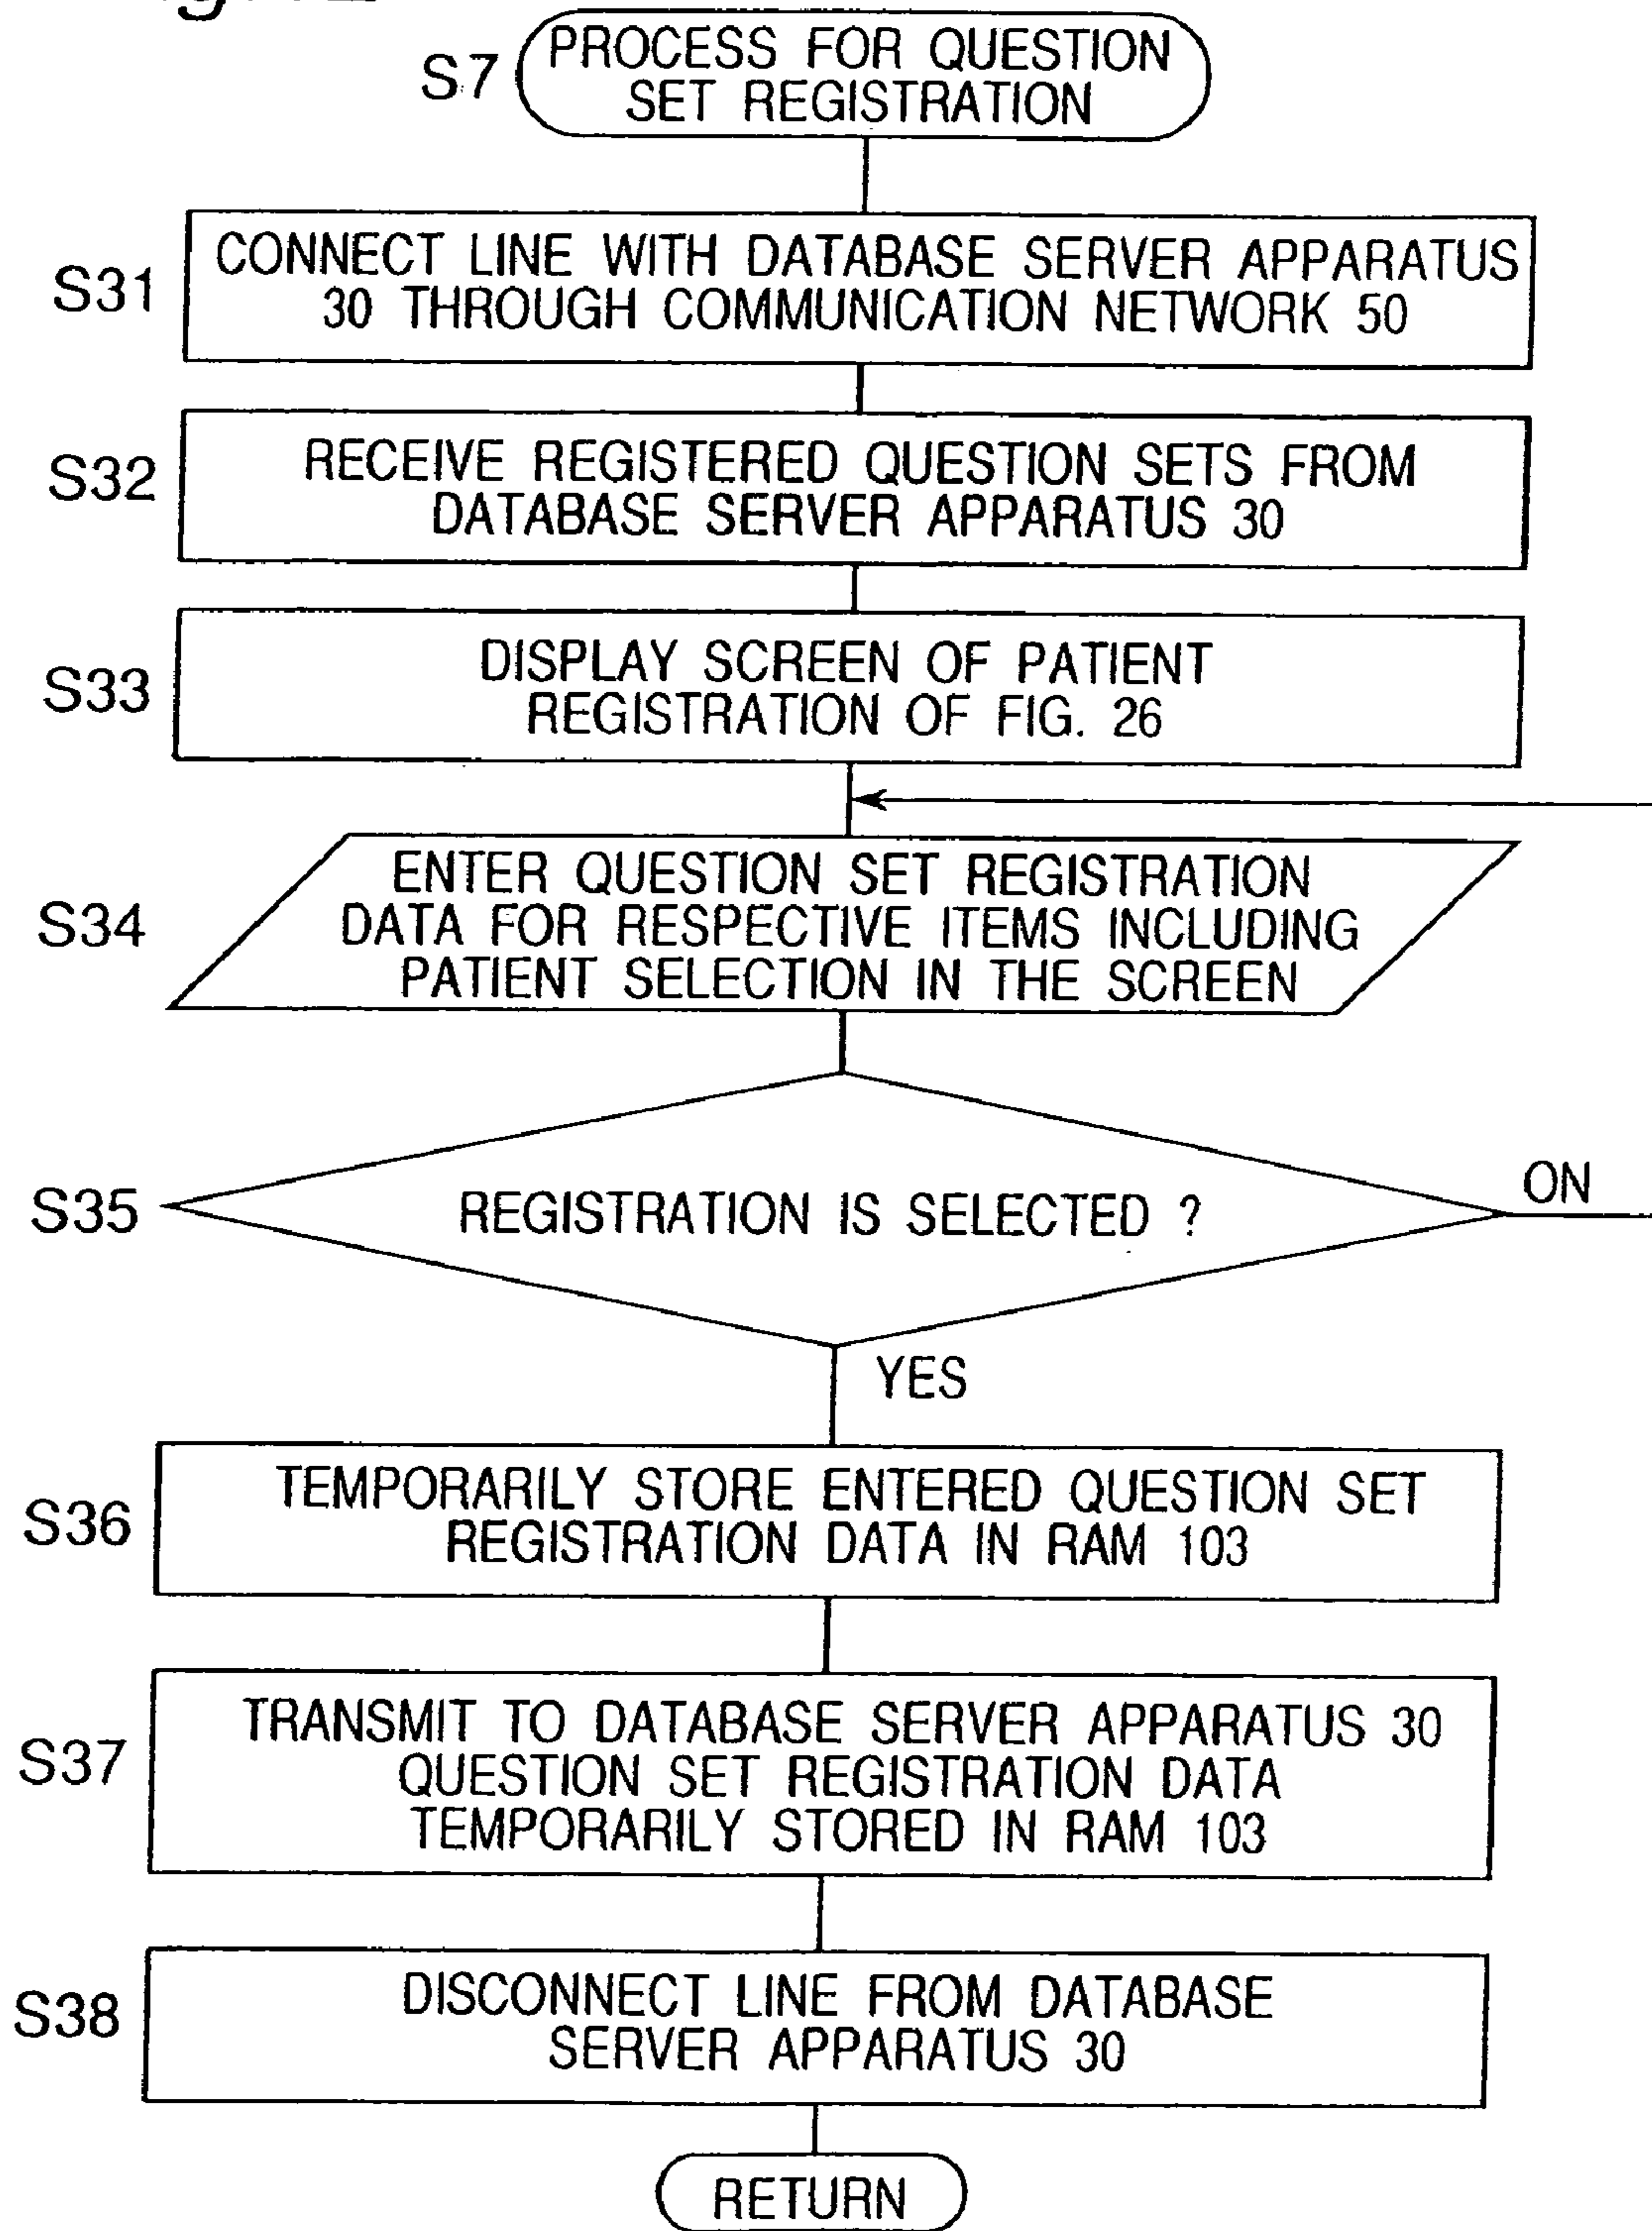 S7 PROCESS FOR QUESTION
SET REGISTRATION
S31 CONNECT LINE WITH DATABASE SERVER APPARATUS
30 THROUGH COMMUNICATION NETWORK 50
S32 RECEIVE REGISTERED QUESTION SETS FROM
DATABASE SERVER APPARATUS 30
S33 DISPLAY SCREEN OF PATIENT
REGISTRATION OF FIG. 26
S34 ENTER QUESTION SET REGISTRATION
DATA FOR RESPECTIVE ITEMS INCLUDING
PATIENT SELECTION IN THE SCREEN
S35 REGISTRATION IS SELECTED ? ON
YES
S36 TEMPORARILY STORE ENTERED QUESTION SET
REGISTRATION DATA IN RAM 103
S37 TRANSMIT TO DATABASE SERVER APPARATUS 30
QUESTION SET REGISTRATION DATA
TEMPORARILY STORED IN RAM 103
S38 DISCONNECT LINE FROM DATABASE
SERVER APPARATUS 30
RETURN